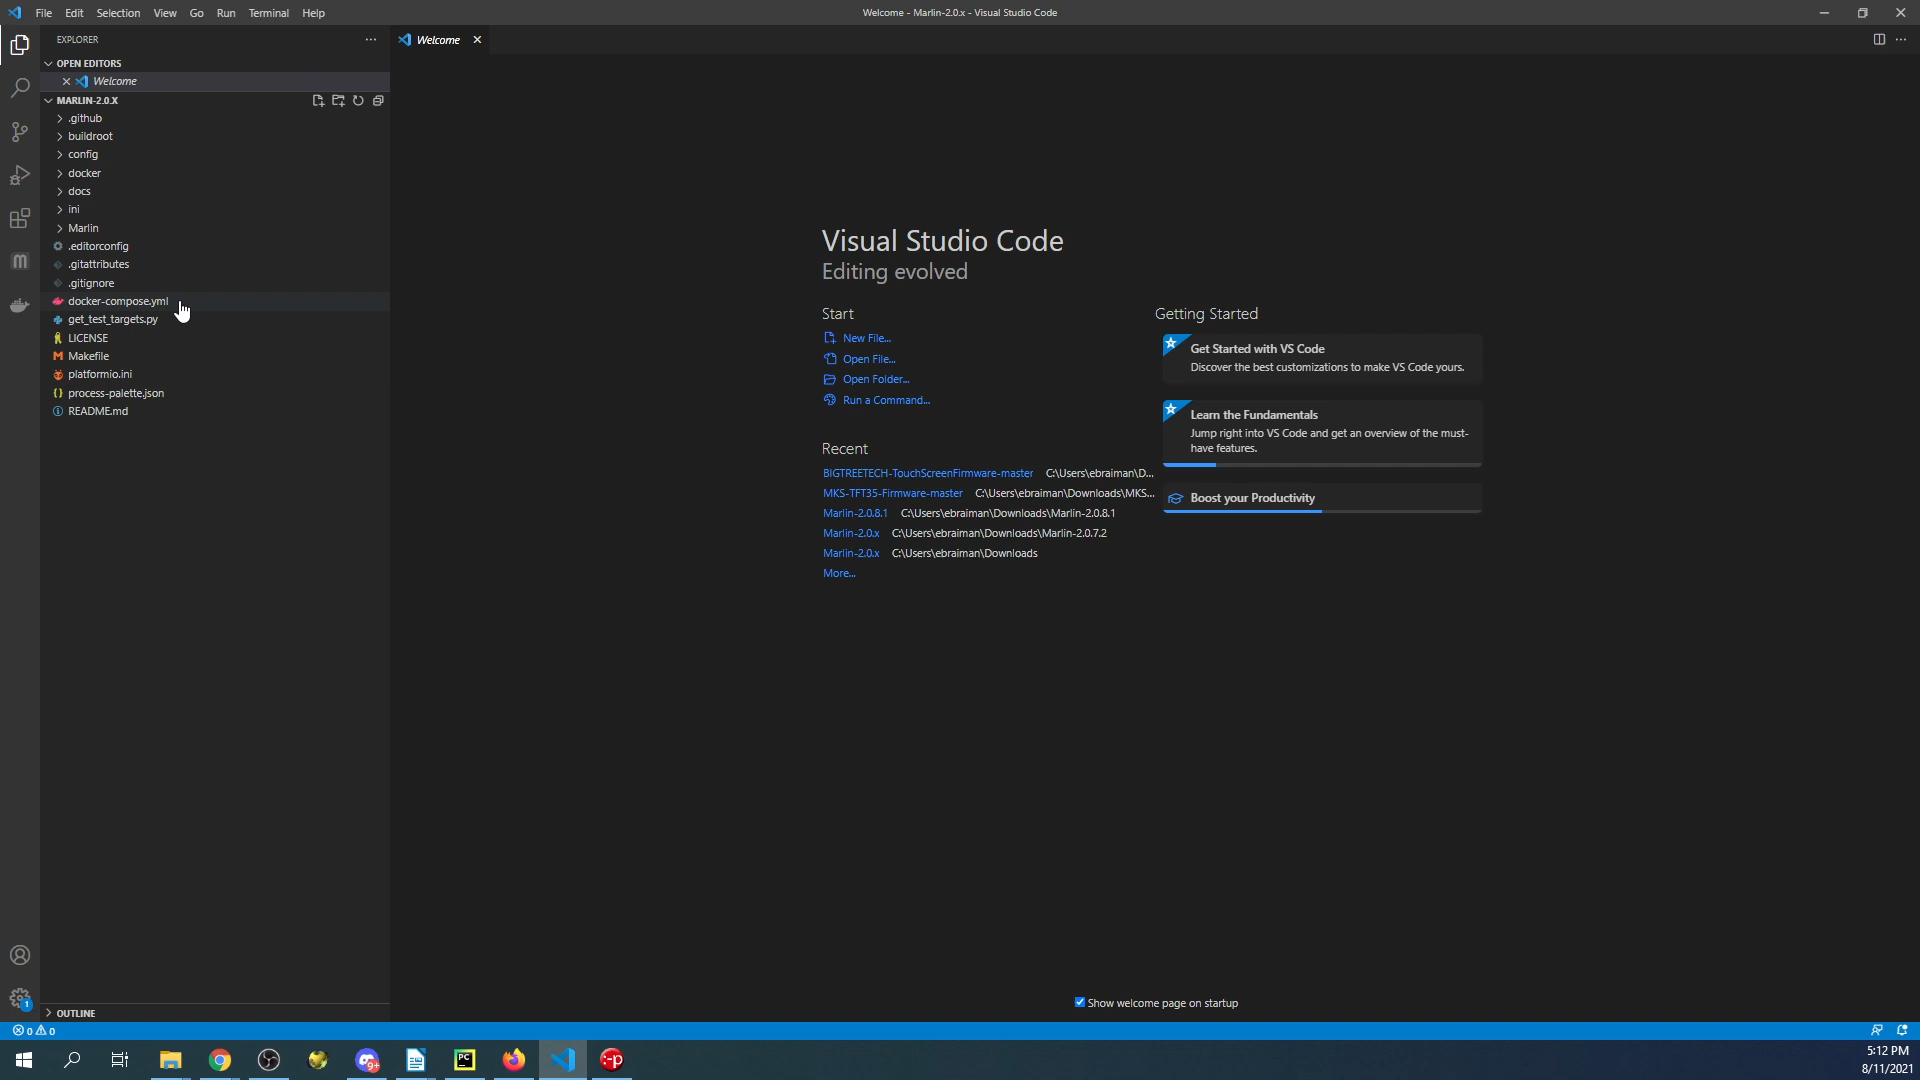 File Edit Selection View Go Run Terminal Help
Welcome - Marlin-2.0.x - Visual Studio Code
EXPLORER
OPEN EDITORS
Welcome
MARLIN-2.0.X
.github
buildroot
config
docker
docs
ini
Marlin
.editorconfig
.gitattributes
.gitignore
docker-compose.yml
get_test_targets.py
LICENSE
Makefile
platformio.ini
process-palette.json
README.md
OUTLINE
Welcome
Visual Studio Code
Editing evolved
Start
New File...
Open File...
Open Folder...
Run a Command...
Recent
BIGTREETECH-TouchScreenFirmware-master C:\Users\ebraiman\D...
MKS-TFT35-Firmware-master C:\Users\ebraiman\Downloads\MKS...
Marlin-2.0.8.1 C:\Users\ebraiman\Downloads\Marlin-2.0.8.1
Marlin-2.0.x C:\Users\ebraiman\Downloads\Marlin-2.0.7.2
Marlin-2.0.x C:\Users\ebraiman\Downloads
More...
Getting Started
Get Started with VS Code
Discover the best customizations to make VS Code yours.
Learn the Fundamentals
Jump right into VS Code and get an overview of the must-
have features.
Boost your Productivity
Show welcome page on startup
1
0 0
9+
PC
:-p
5:12 PM
8/11/2021